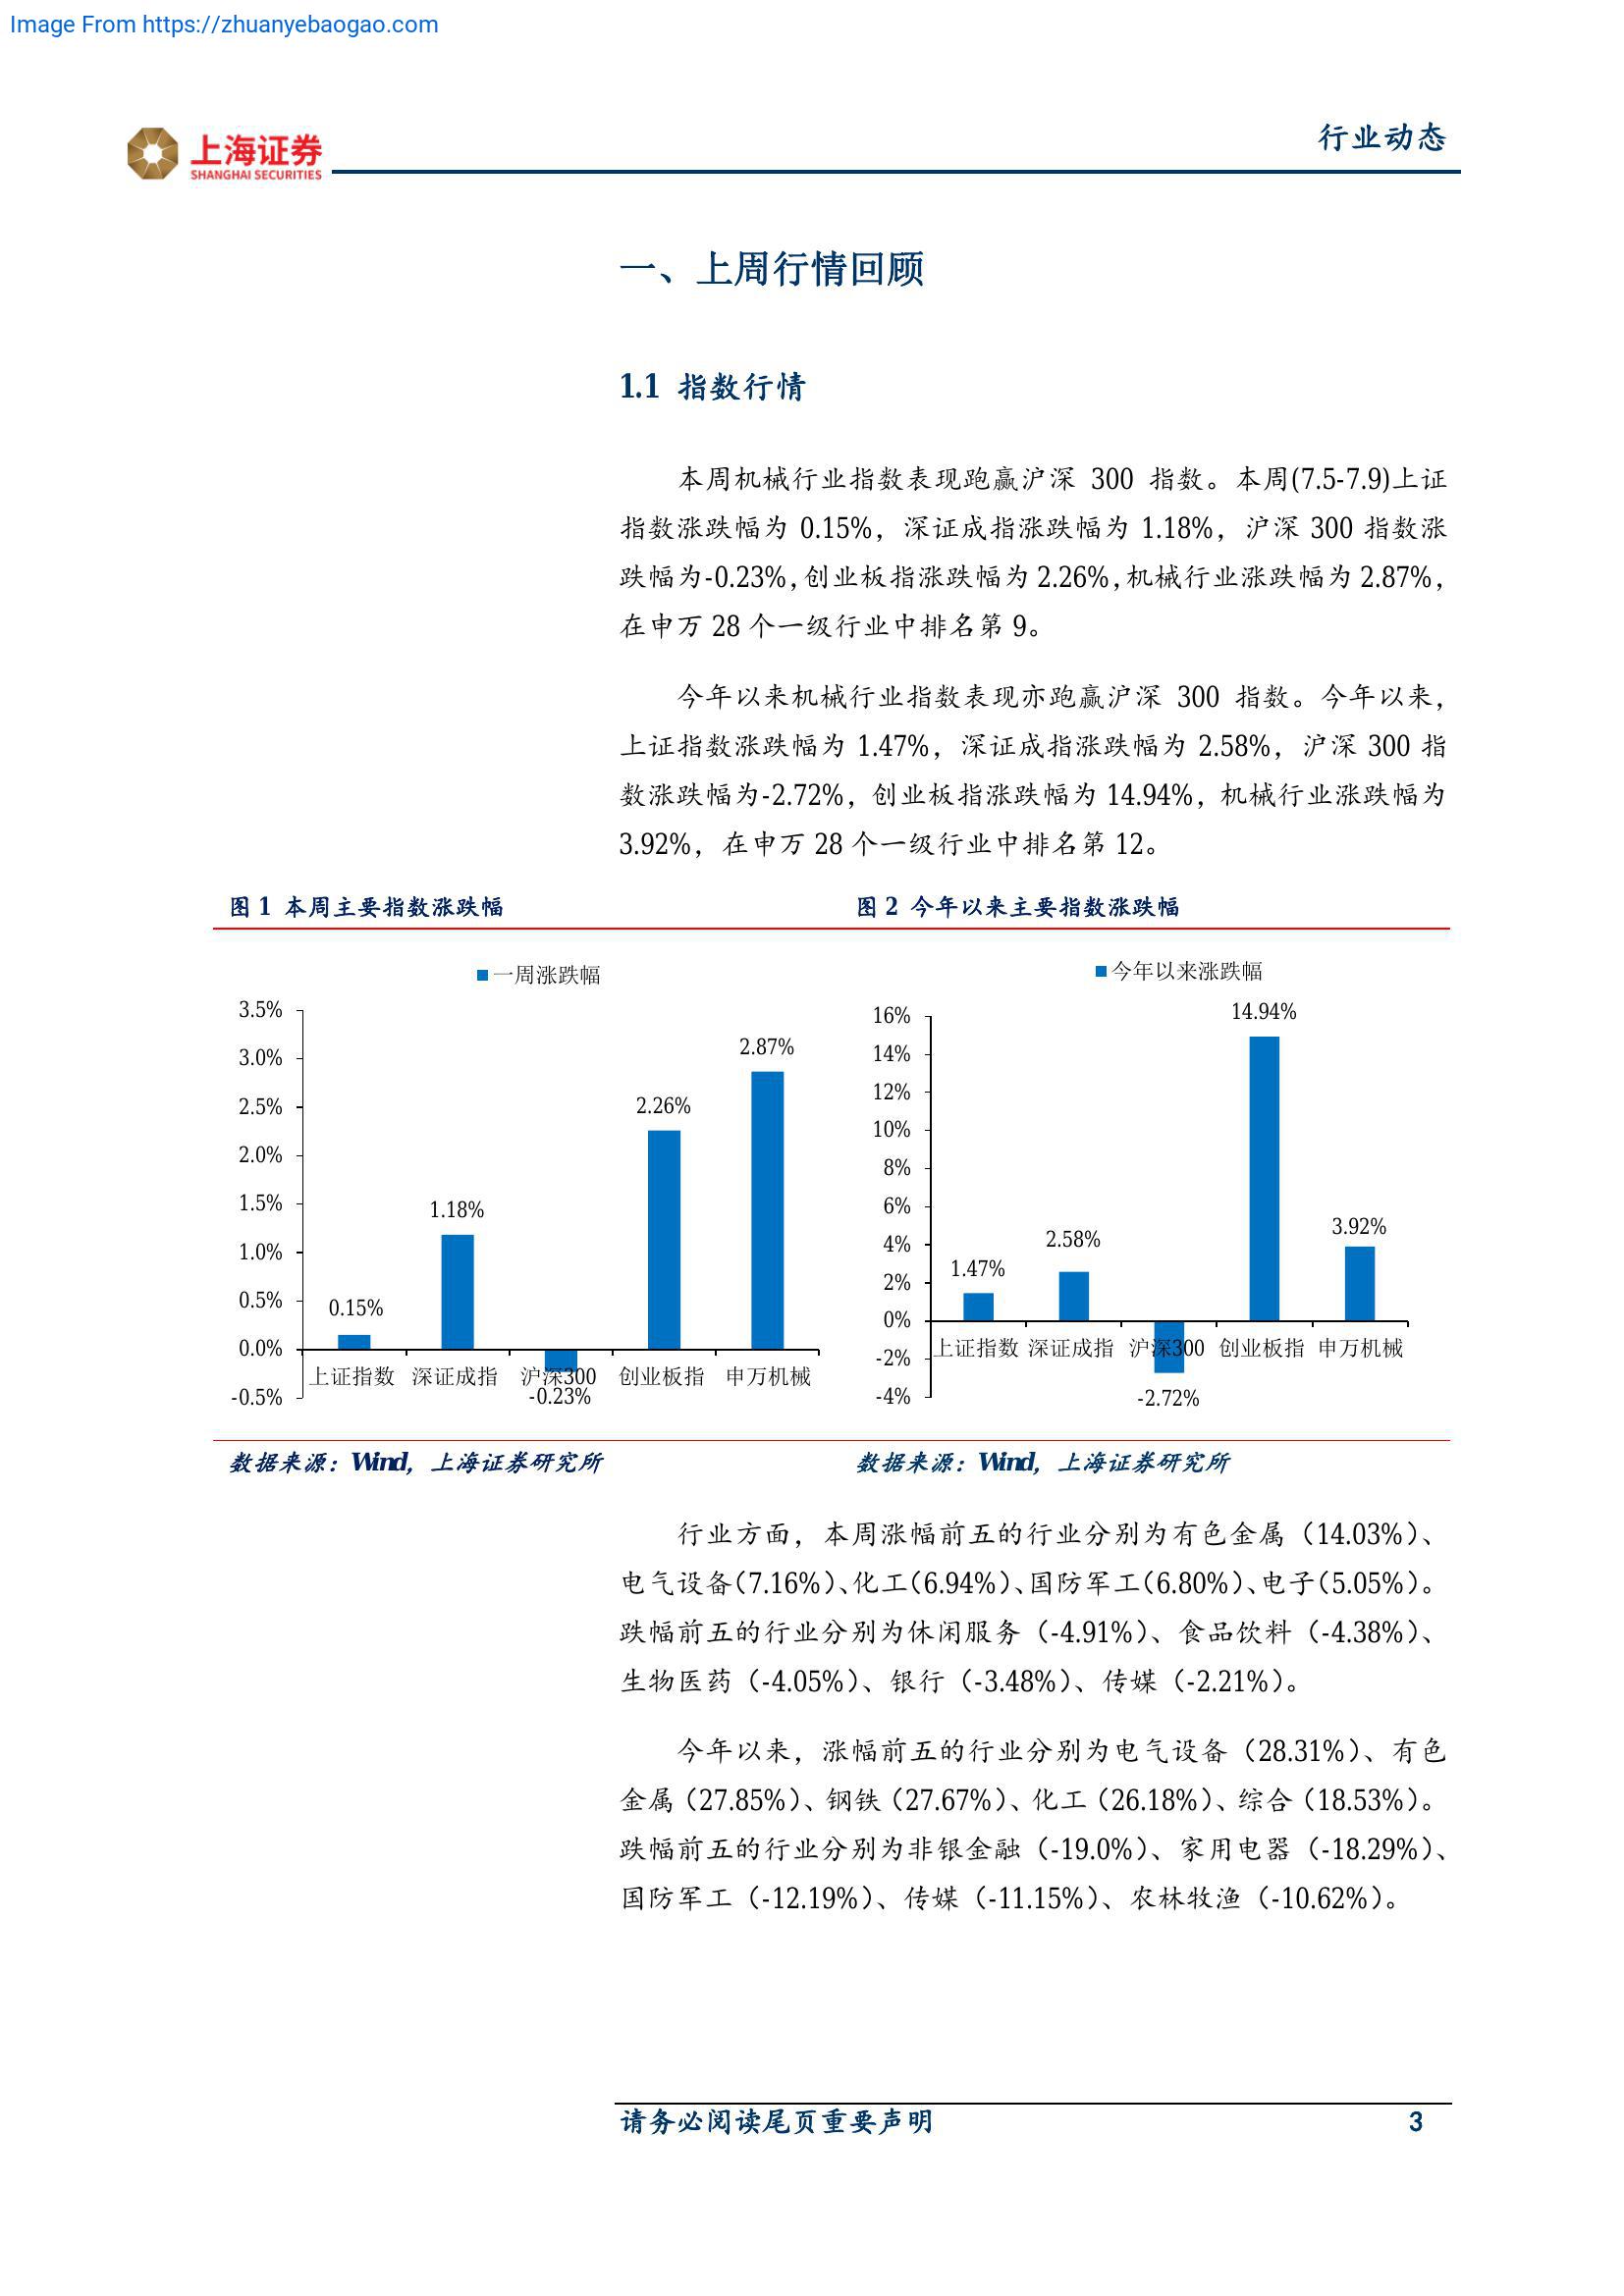 Image From https://zhuanyebaogao.com
上海证券
SHANGHAI SECURITIES
行业动态
一、上周行情回顾
1.1 指数行情
本周机械行业指数表现跑赢沪深 300 指数。本周(7.5-7.9)上证
指数涨跌幅为 0.15%，深证成指涨跌幅为 1.18%，沪深 300 指数涨
跌幅为-0.23%，创业板指涨跌幅为 2.26%，机械行业涨跌幅为 2.87%，
在申万 28 个一级行业中排名第 9。
今年以来机械行业指数表现亦跑赢沪深 300 指数。今年以来，
上证指数涨跌幅为 1.47%，深证成指涨跌幅为 2.58%，沪深 300 指
数涨跌幅为-2.72%，创业板指涨跌幅为 14.94%，机械行业涨跌幅为
3.92%，在申万 28 个一级行业中排名第 12。
图 1 本周主要指数涨跌幅
一周涨跌幅
3.5%
3.0%
2.5%
2.0%
1.5%
1.0%
0.5%
0.0%
-0.5%
0.15%
1.18%
-0.23%
2.26%
2.87%
上证指数 深证成指 沪深300 创业板指 申万机械
数据来源：Wind，上海证券研究所
图 2 今年以来主要指数涨跌幅
今年以来涨跌幅
16%
14%
12%
10%
8%
6%
4%
2%
0%
-2%
-4%
1.47%
2.58%
-2.72%
14.94%
3.92%
上证指数 深证成指 沪深300 创业板指 申万机械
数据来源：Wind，上海证券研究所
行业方面，本周涨幅前五的行业分别为有色金属（14.03%）、
电气设备（7.16%）、化工（6.94%）、国防军工（6.80%）、电子（5.05%）。
跌幅前五的行业分别为休闲服务（-4.91%）、食品饮料（-4.38%）、
生物医药（-4.05%）、银行（-3.48%）、传媒（-2.21%）。
今年以来，涨幅前五的行业分别为电气设备（28.31%）、有色
金属（27.85%）、钢铁（27.67%）、化工（26.18%）、综合（18.53%）。
跌幅前五的行业分别为非银金融（-19.0%）、家用电器（-18.29%）、
国防军工（-12.19%）、传媒（-11.15%）、农林牧渔（-10.62%）。
请务必阅读尾页重要声明
3